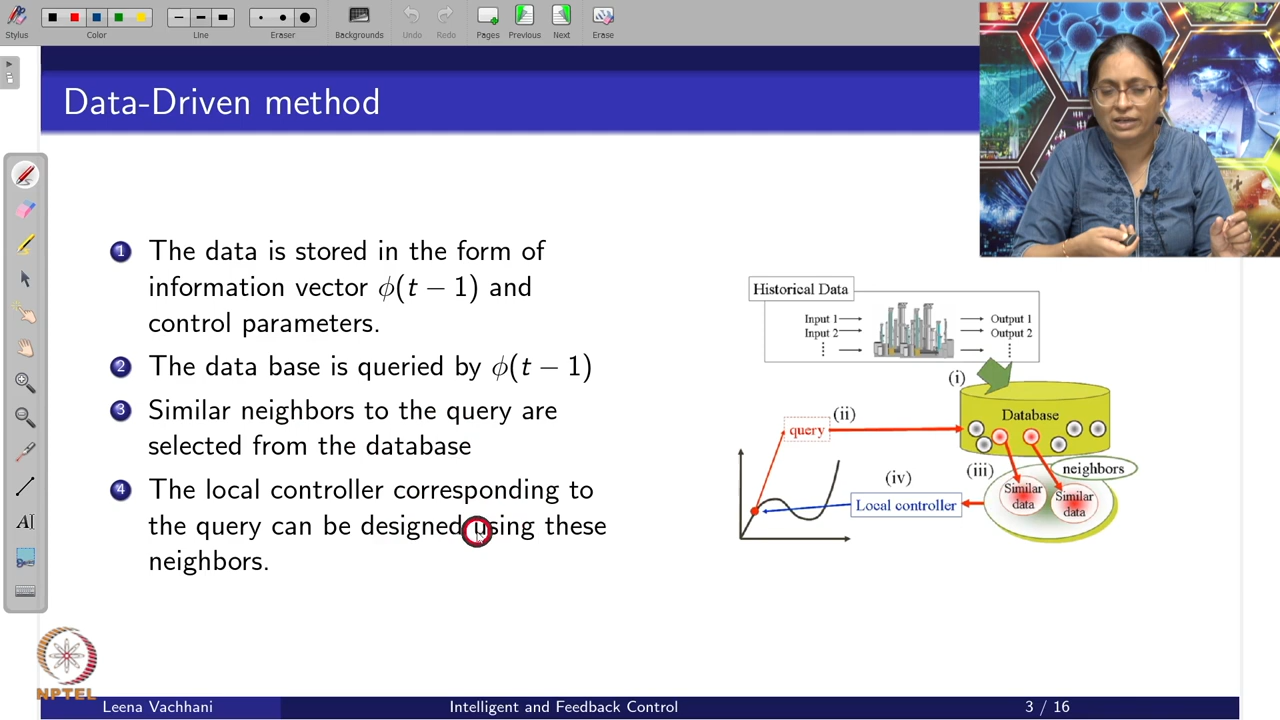 Stylus
Color
Line
Eraser
Backgrounds
Undo
Redo
Pages
Previous
Next
Erase
Data-Driven method
1 The data is stored in the form of
information vector ϕ(t − 1) and
control parameters.
2 The data base is queried by ϕ(t − 1)
3 Similar neighbors to the query are
selected from the database
4 The local controller corresponding to
the query can be designed using these
neighbors.
Historical Data
Input 1
Output 1
Input 2
Output 2
(i)
Database
query
(ii)
(iii)
neighbors
Similar
data
Similar
data
(iv)
Local controller
NPTEL
Leena Vachhani
Intelligent and Feedback Control
3 / 16